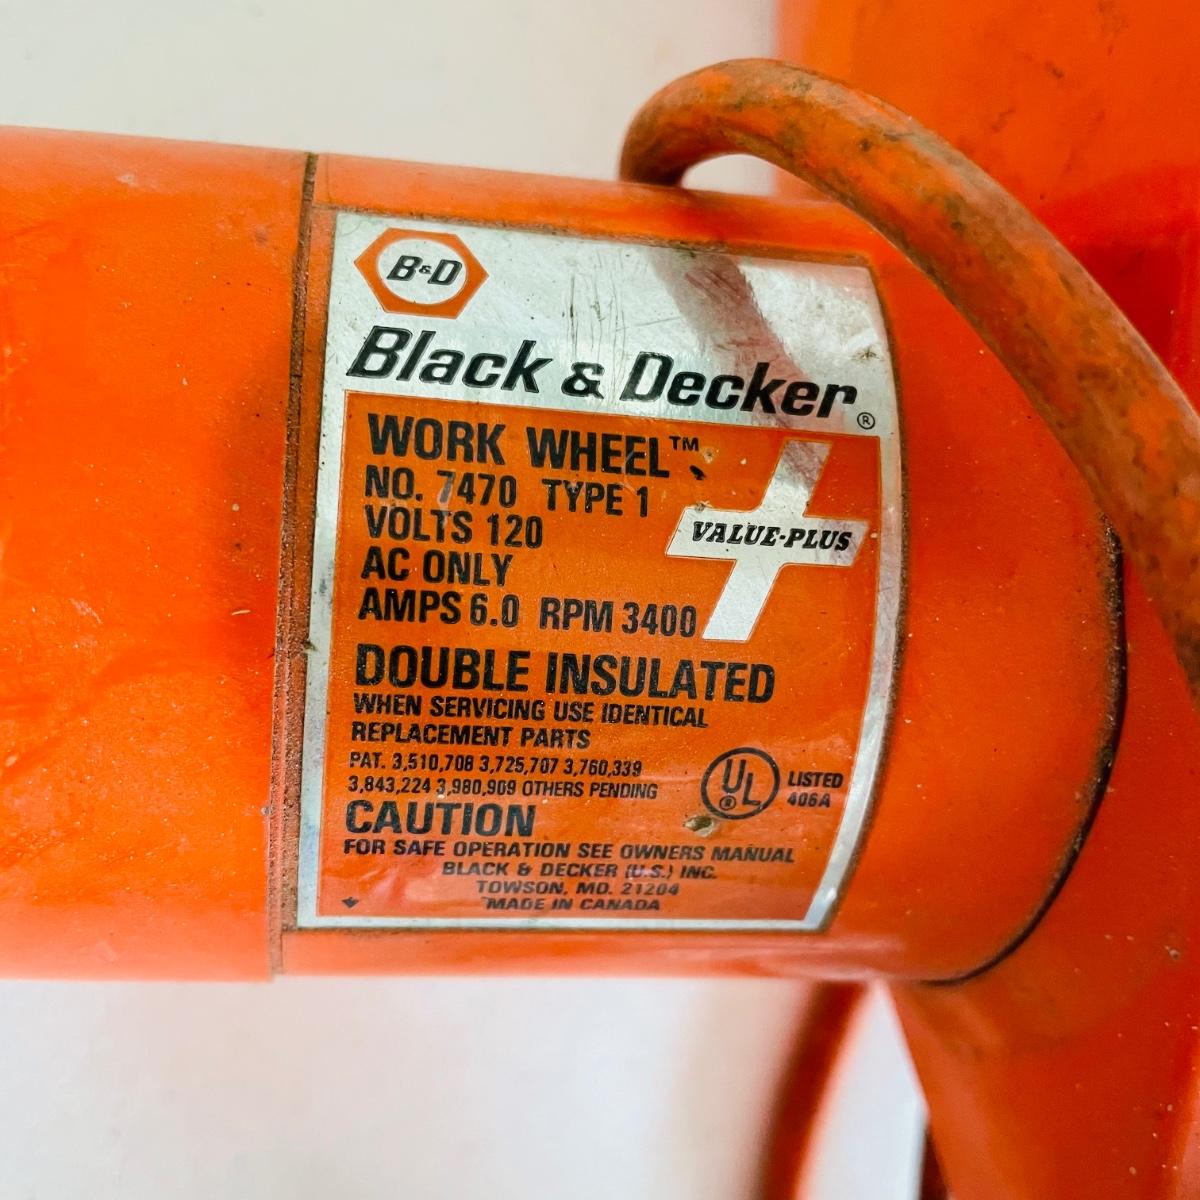 B&D
Black & Decker®
WORK WHEEL™
NO. 7470 TYPE 1
VOLTS 120
AC ONLY
AMPS 6.0 RPM 3400
VALUE-PLUS
DOUBLE INSULATED
WHEN SERVICING USE IDENTICAL
REPLACEMENT PARTS
PAT. 3,510,708 3,725,707 3,760,339
3,843,224 3,980,909 OTHERS PENDING
UL®
LISTED
406A
CAUTION
FOR SAFE OPERATION SEE OWNERS MANUAL
BLACK & DECKER (U.S.) INC.
TOWSON, MD. 21204
MADE IN CANADA